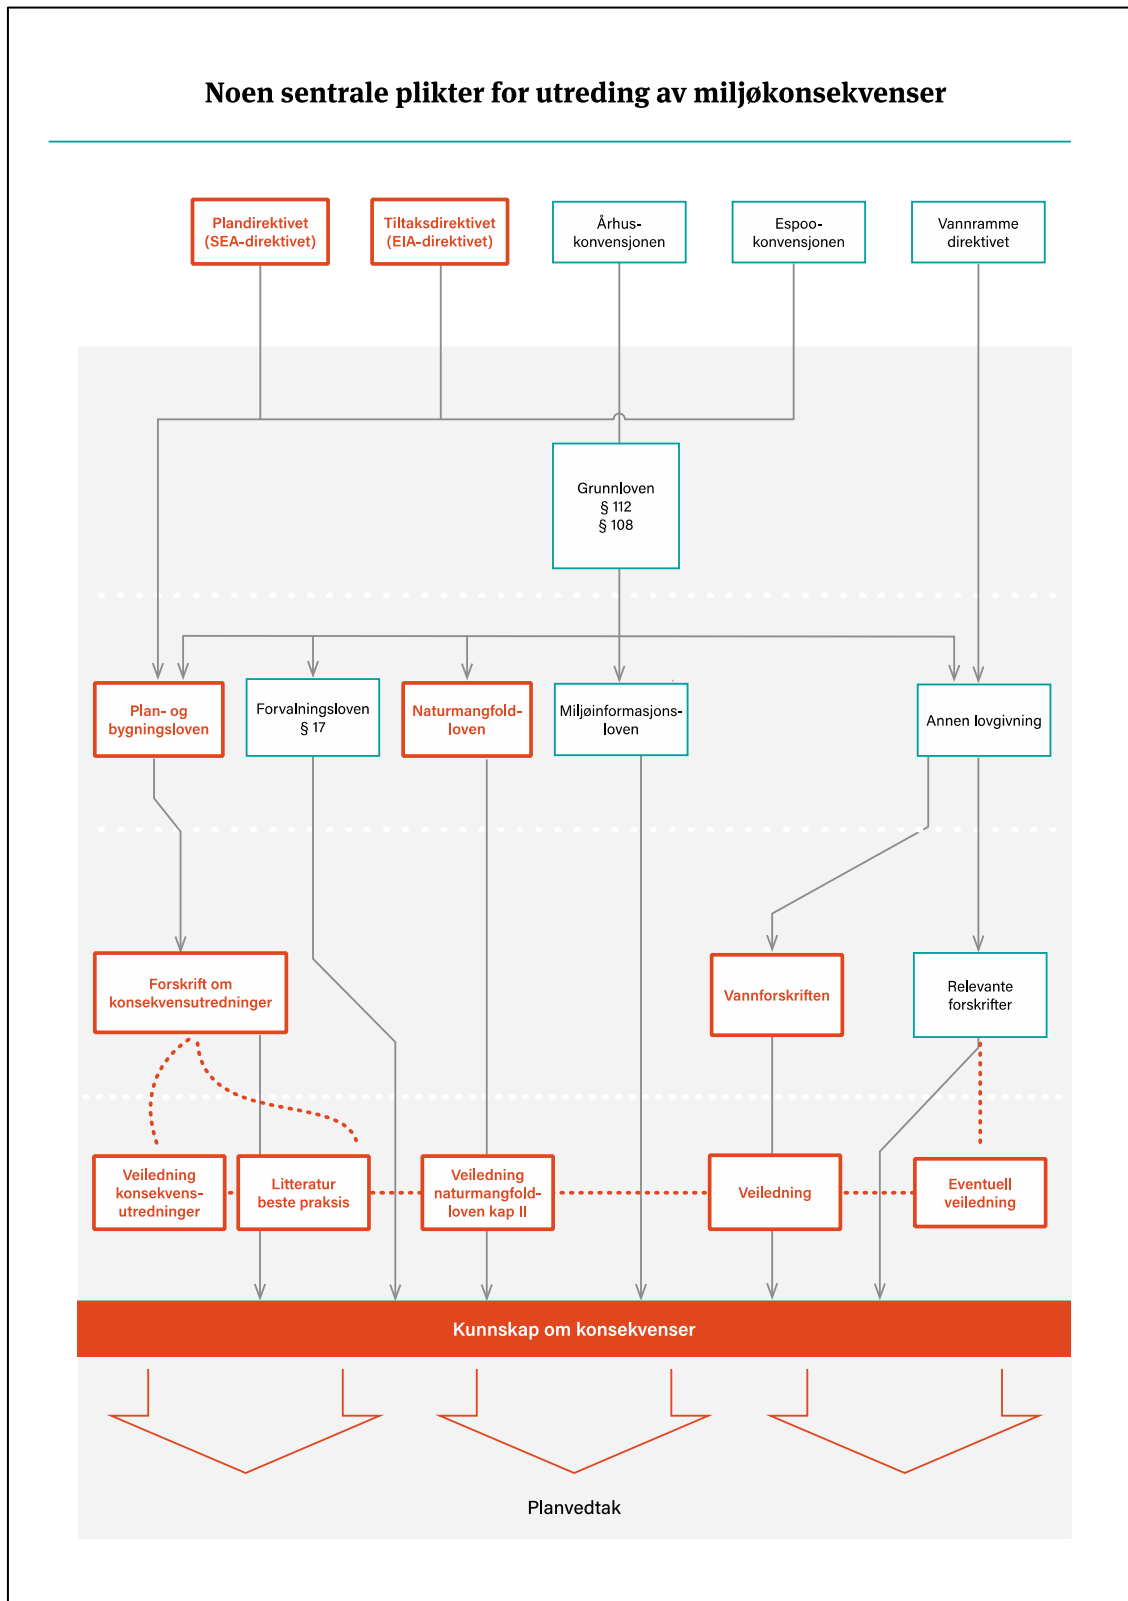 Noen sentrale plikter for utreding av miljøkonsekvenser
Plandirektivet
(SEA-direktivet)
Tiltaksdirektivet
(EIA-direktivet)
Århus-
konvensjonen
Espoo-
konvensjonen
Vannramme
direktivet
Grunnloven
§ 112
§ 108
Plan- og
bygningsloven
Forvalningsloven
§ 17
Naturmangfold-
loven
Miljøinformasjons-
loven
Annen lovgivning
Forskrift om
konsekvensutredninger
Vannforskriften
Relevante
forskrifter
Veiledning
konsekvens-
utredninger
Litteratur
beste praksis
Veiledning
naturmangfold-
loven kap II
Veiledning
Eventuell
veiledning
Kunnskap om konsekvenser
Planvedtak